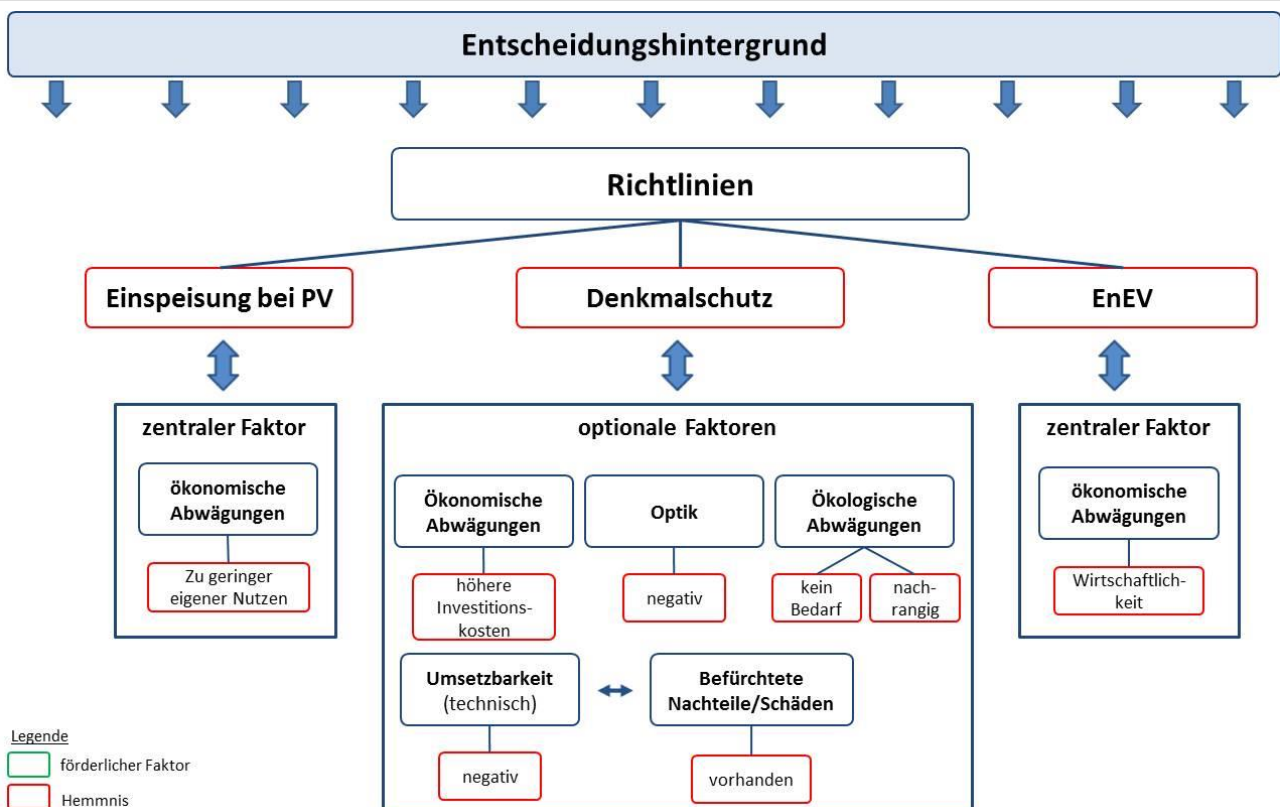 Entscheidungshintergrund
Richtlinien
Einspeisung bei PV
Denkmalschutz
EnEV
zentraler Faktor
ökonomische
Abwägungen
Zu geringer
eigener Nutzen
optionale Faktoren
Ökonomische
Abwägungen
höhere
Investitions-
kosten
Optik
negativ
Ökologische
Abwägungen
kein
Bedarf
nach-
rangig
Umsetzbarkeit
(technisch)
negativ
Befürchtete
Nachteile/Schäden
vorhanden
zentraler Faktor
ökonomische
Abwägungen
Wirtschaftlich-
keit
Legende
förderlicher Faktor
Hemmnis